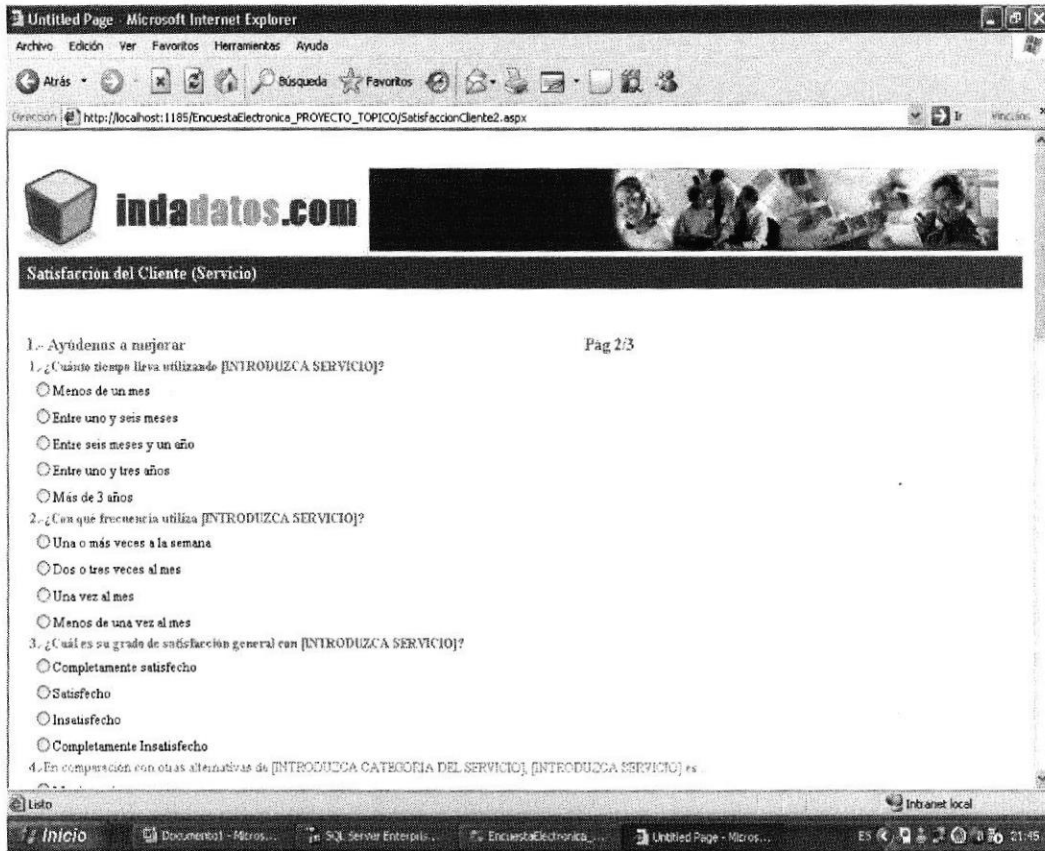 Untitled Page - Microsoft Internet Explorer
Archivo Edición Ver Favoritos Herramientas Ayuda
Atrás Búsqueda Favoritos
Dirección http://localhost:1185/EncuestaElectronica_PROYECTO_TOPICO/SatisfaccionCliente2.aspx Ir Vínculos
indadatos.com
Satisfacción del Cliente (Servicio)
1.- Ayúdenos a mejorar Pág 2/3
1.-¿Cuánto tiempo lleva utilizando [INTRODUZCA SERVICIO]?
Menos de un mes
Entre uno y seis meses
Entre seis meses y un año
Entre uno y tres años
Más de 3 años
2.-¿Con qué frecuencia utiliza [INTRODUZCA SERVICIO]?
Una o más veces a la semana
Dos o tres veces al mes
Una vez al mes
Menos de una vez al mes
3.-¿Cuál es su grado de satisfacción general con [INTRODUZCA SERVICIO]?
Completamente satisfecho
Satisfecho
Insatisfecho
Completamente Insatisfecho
4.-En comparación con otras alternativas de [INTRODUZCA CATEGORIA DEL SERVICIO], [INTRODUZCA SERVICIO] es
Listo Intranet local
Inicio Documento1 - Micros... SQL Server Enterpris... EncuestaElectronica_... Untitled Page - Micros... ES 21:45